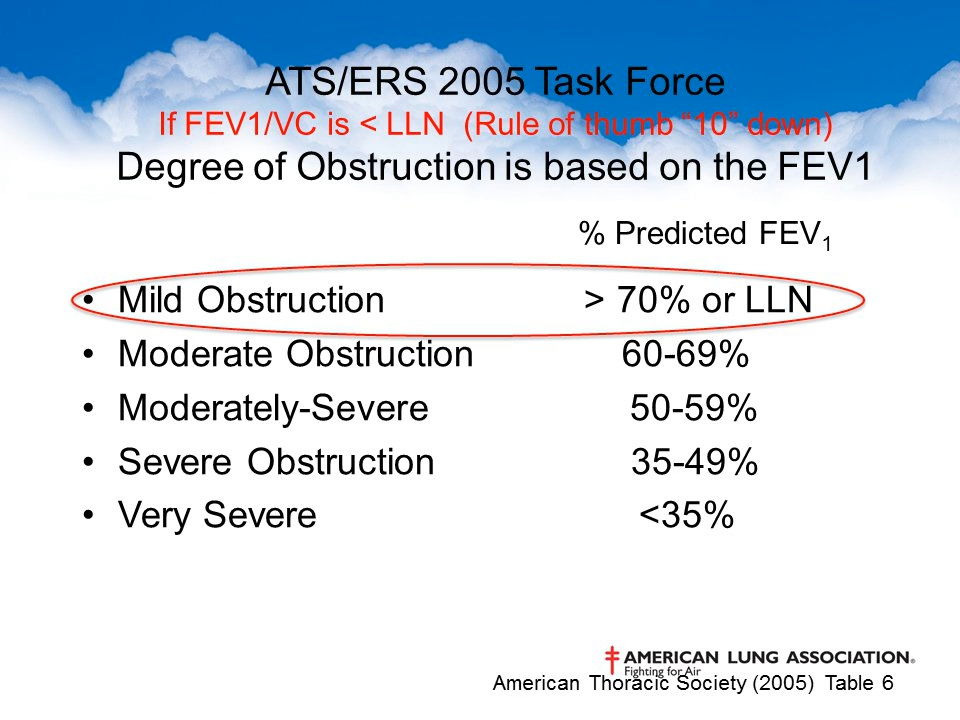 ATS/ERS 2005 Task Force
If FEV1/VC is < LLN (Rule of thumb “10” down)
Degree of Obstruction is based on the FEV1
% Predicted FEV1
• Mild Obstruction > 70% or LLN
• Moderate Obstruction 60-69%
• Moderately-Severe 50-59%
• Severe Obstruction 35-49%
• Very Severe <35%
AMERICAN LUNG ASSOCIATION®
Fighting for Air
American Thoracic Society (2005) Table 6